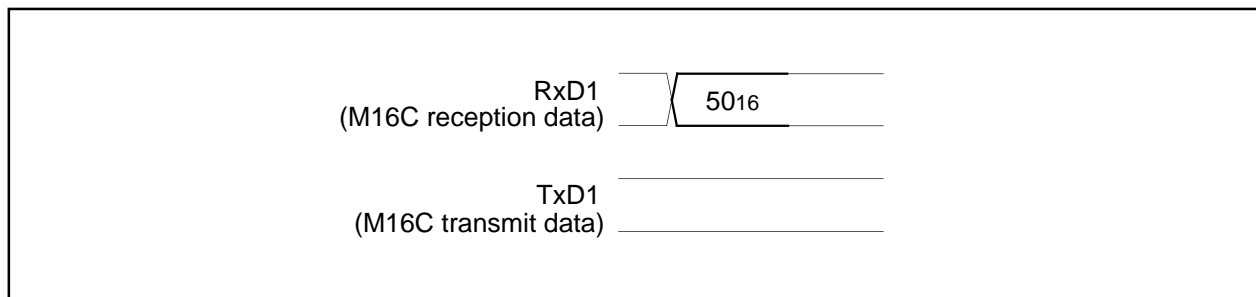 RxD1
(M16C reception data)
5016
TxD1
(M16C transmit data)